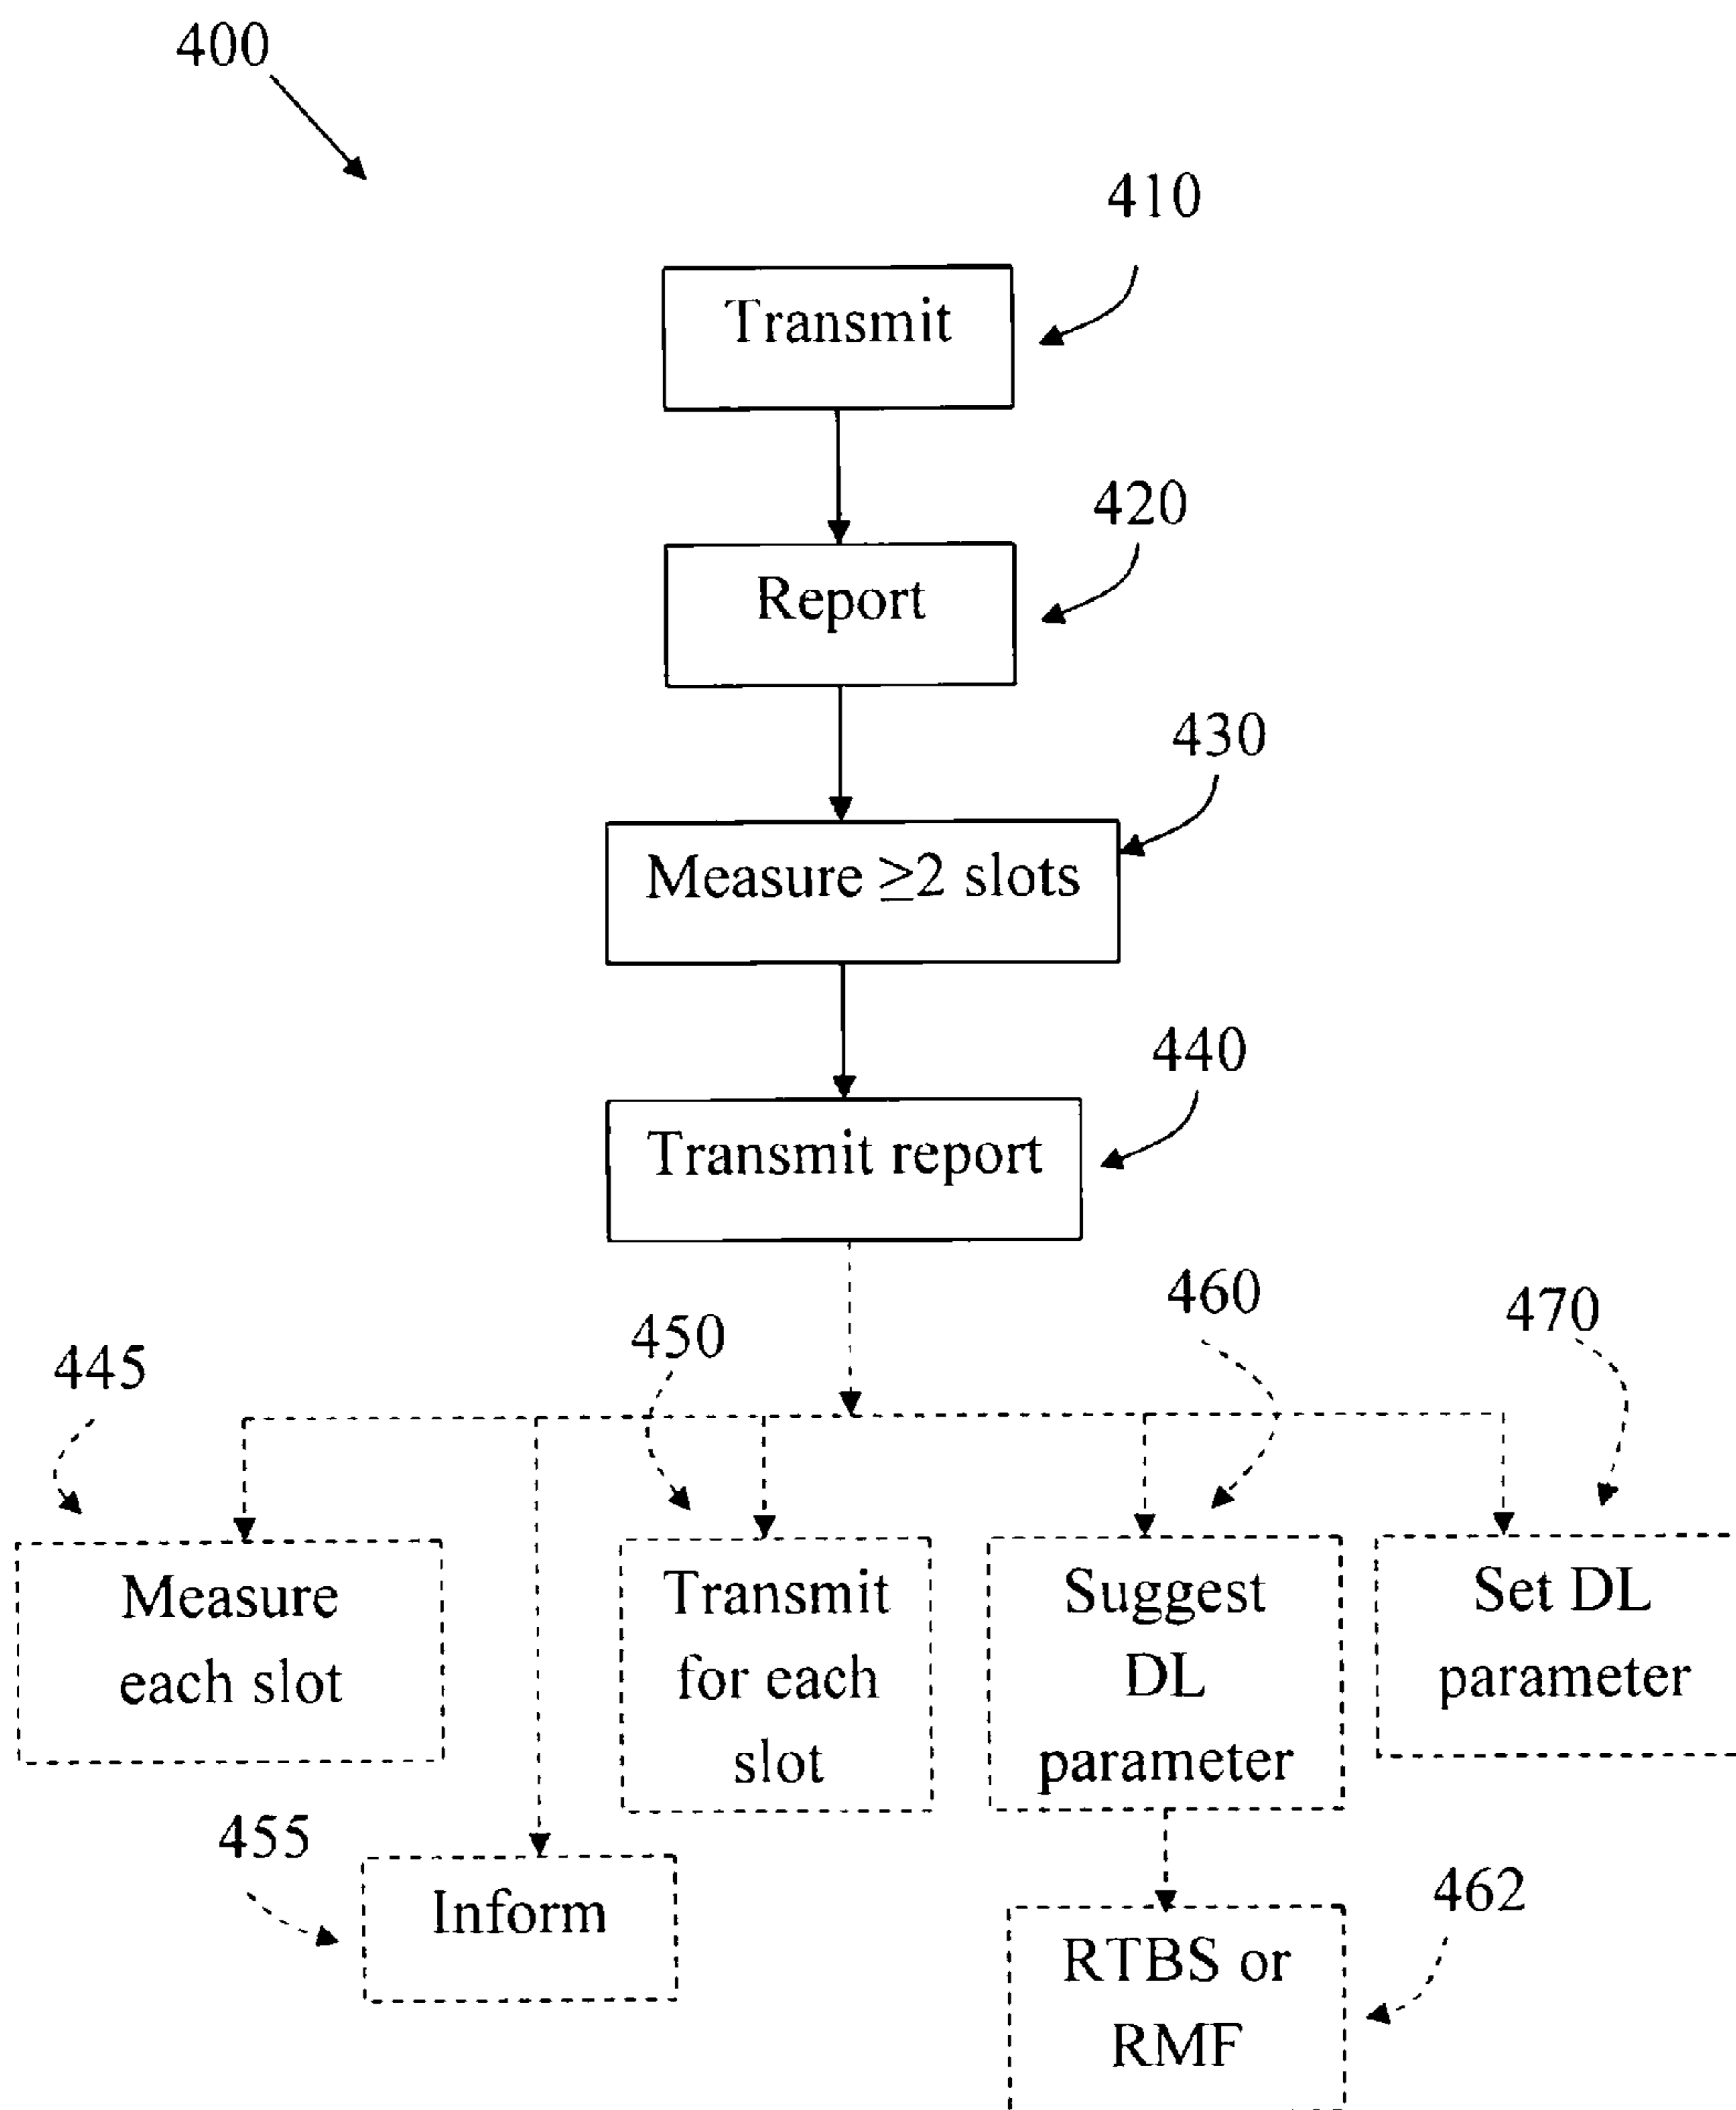 400
410
Transmit
420
Report
430
Measure ≥2 slots
440
Transmit report
460
470
450
445
Measure
each slot
Transmit
for each
slot
Suggest
DL
parameter
Set DL
parameter
455
Inform
462
RTBS or
RMF